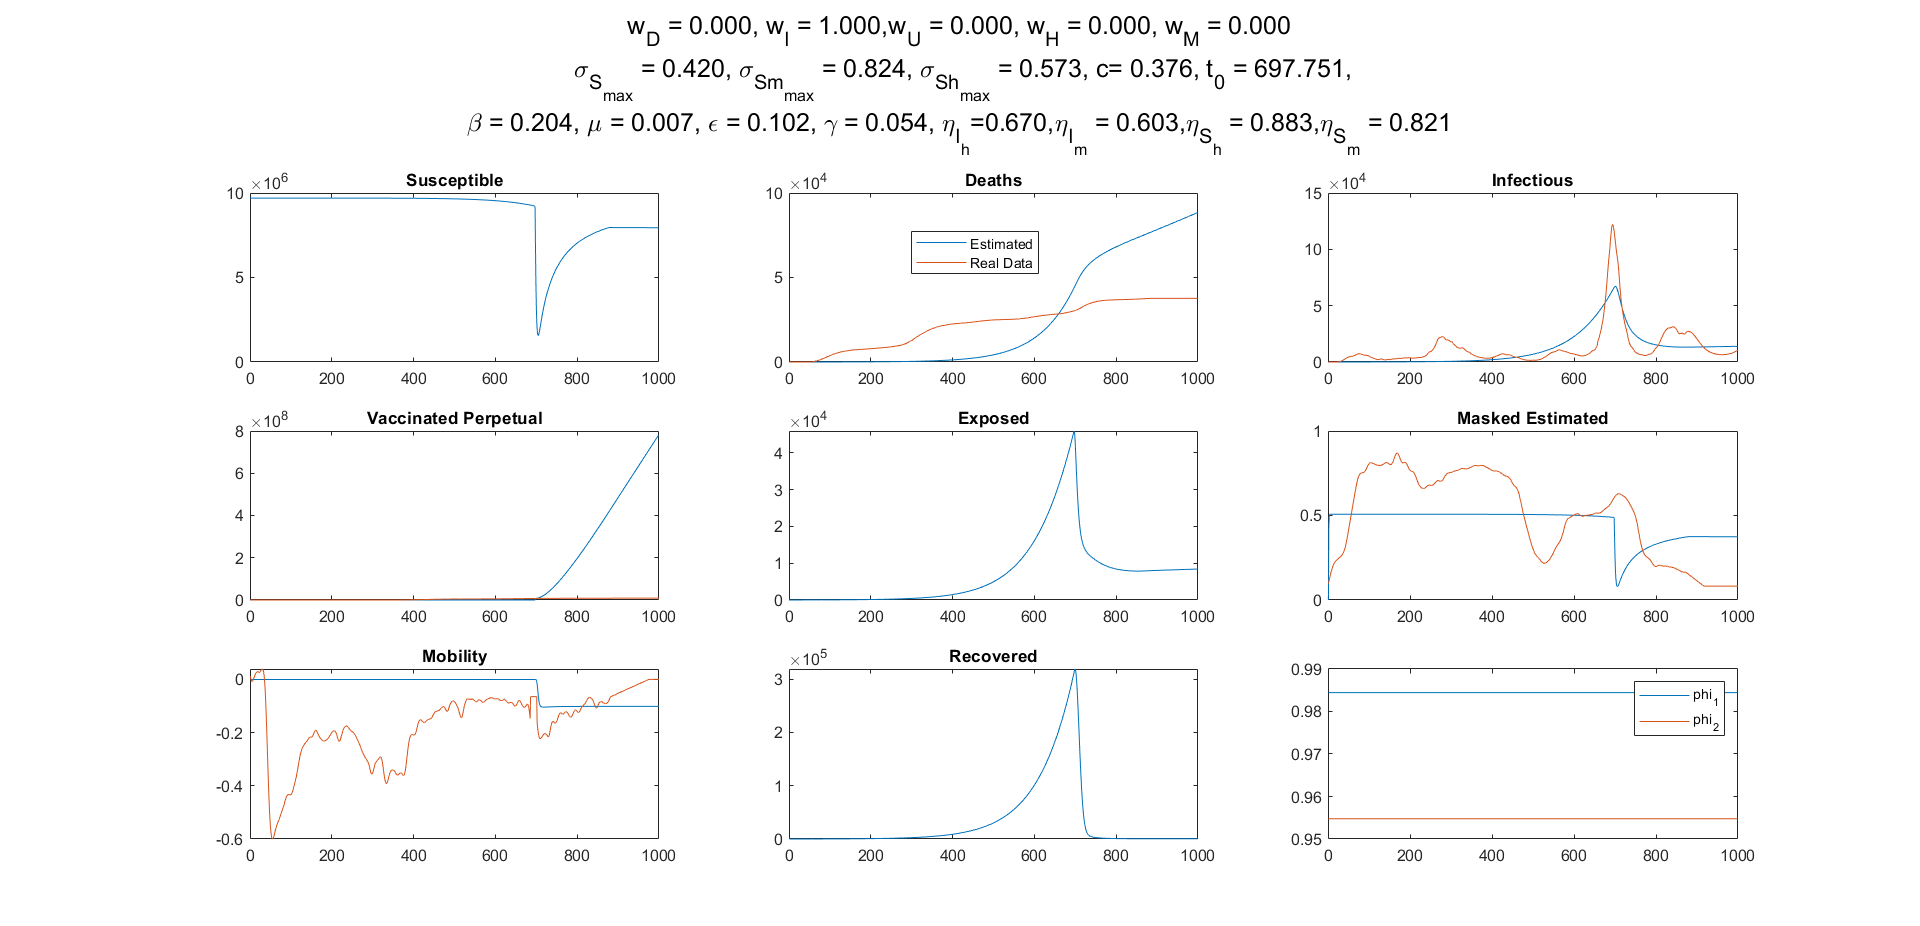 w_D = 0.000, w_I = 1.000,w_U = 0.000, w_H = 0.000, w_M = 0.000
σ_S_max = 0.420, σ_Sm_max = 0.824, σ_Sh_max = 0.573, c= 0.376, t_0 = 697.751,
β = 0.204, μ = 0.007, ϵ = 0.102, γ = 0.054, η_I_h =0.670,η_I_m = 0.603,η_S_h = 0.883,η_S_m = 0.821
×10^6 Susceptible
10
5
0
0 200 400 600 800 1000
×10^4 Deaths
10
5
0
Estimated
Real Data
0 200 400 600 800 1000
×10^4 Infectious
15
10
5
0
0 200 400 600 800 1000
×10^8 Vaccinated Perpetual
8
6
4
2
0
0 200 400 600 800 1000
×10^4 Exposed
4
3
2
1
0
0 200 400 600 800 1000
Masked Estimated
1
0.5
0
0 200 400 600 800 1000
Mobility
0
-0.2
-0.4
-0.6
0 200 400 600 800 1000
×10^5 Recovered
3
2
1
0
0 200 400 600 800 1000
0.99
0.98
0.97
0.96
0.95
phi_1
phi_2
0 200 400 600 800 1000